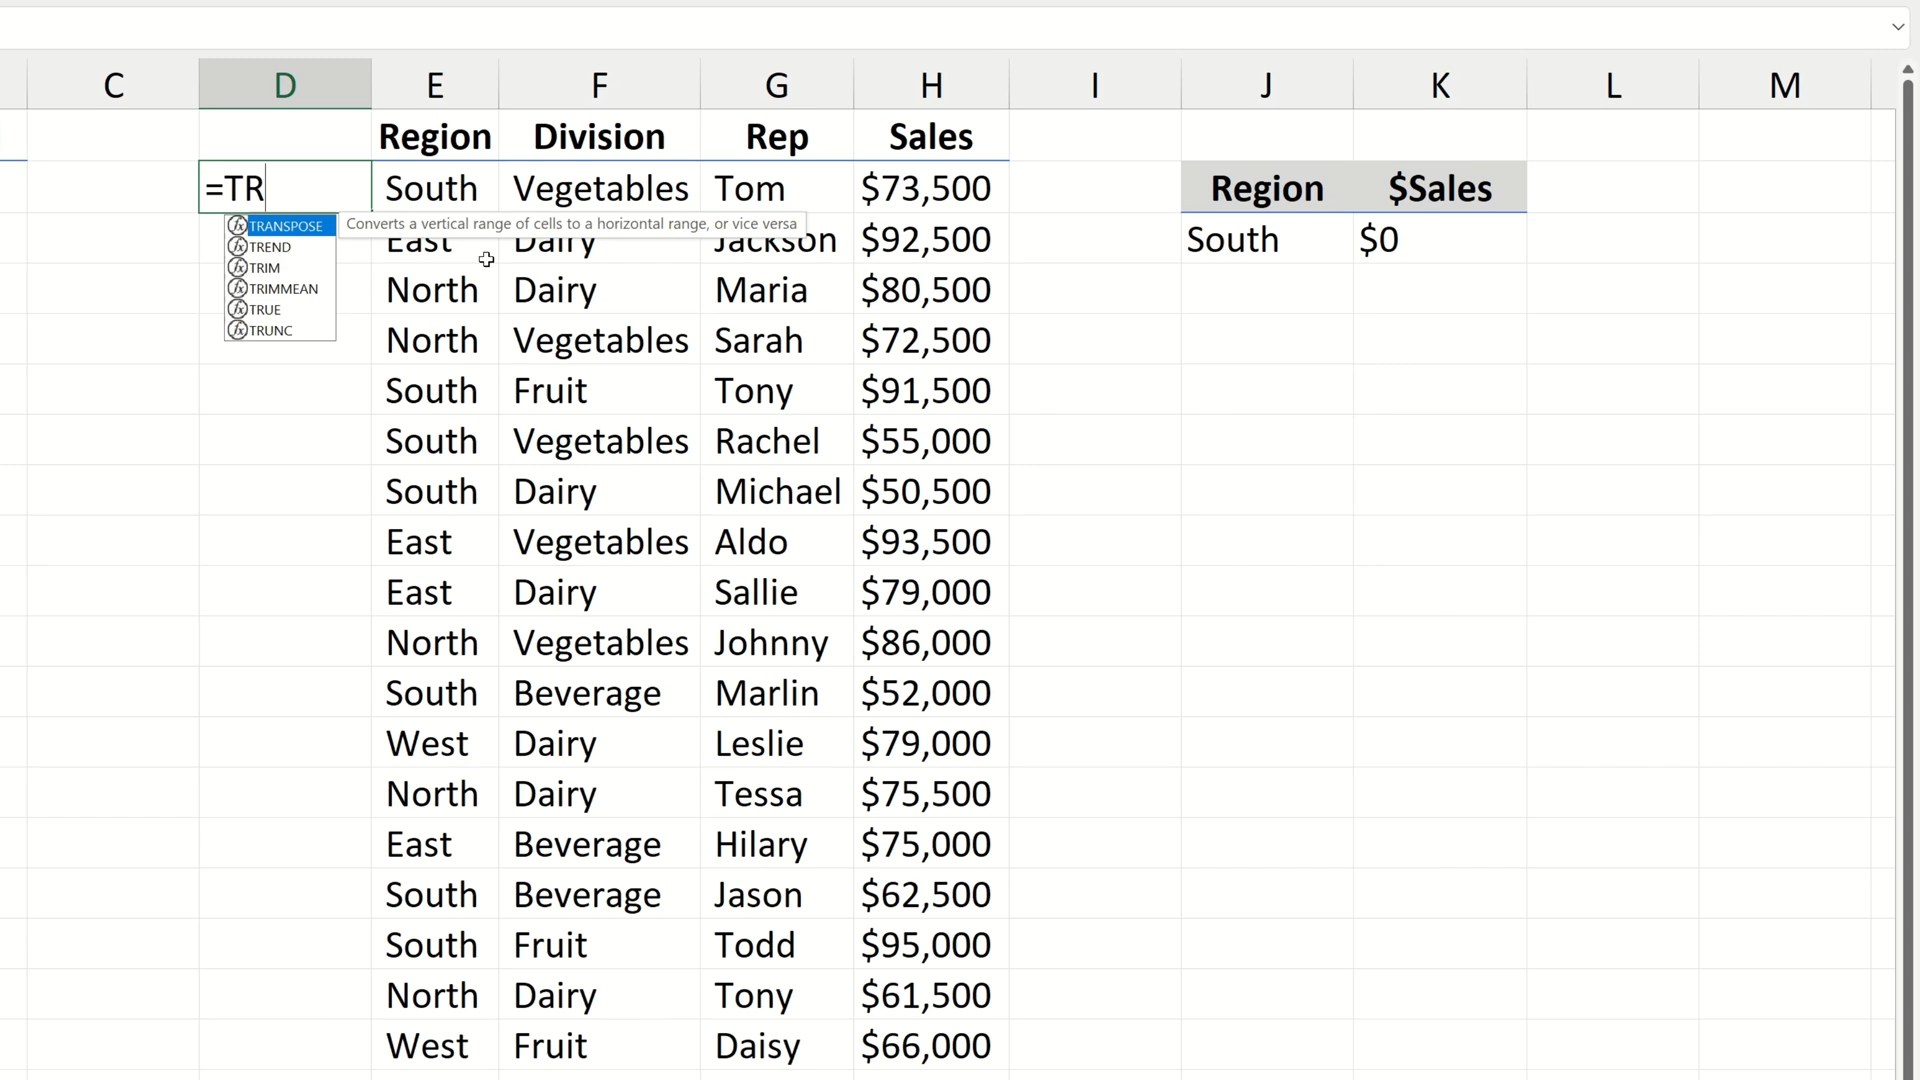 C D E F G H I J K L M
Region Division Rep Sales
=TR South Vegetables Tom $73,500 Region $Sales
TRANSPOSE Converts a vertical range of cells to a horizontal range, or vice versa
East Dairy Jackson $92,500 South $0
TREND
TRIM
TRIMMEAN North Dairy Maria $80,500
TRUE
TRUNC North Vegetables Sarah $72,500
South Fruit Tony $91,500
South Vegetables Rachel $55,000
South Dairy Michael $50,500
East Vegetables Aldo $93,500
East Dairy Sallie $79,000
North Vegetables Johnny $86,000
South Beverage Marlin $52,000
West Dairy Leslie $79,000
North Dairy Tessa $75,500
East Beverage Hilary $75,000
South Beverage Jason $62,500
South Fruit Todd $95,000
North Dairy Tony $61,500
West Fruit Daisy $66,000